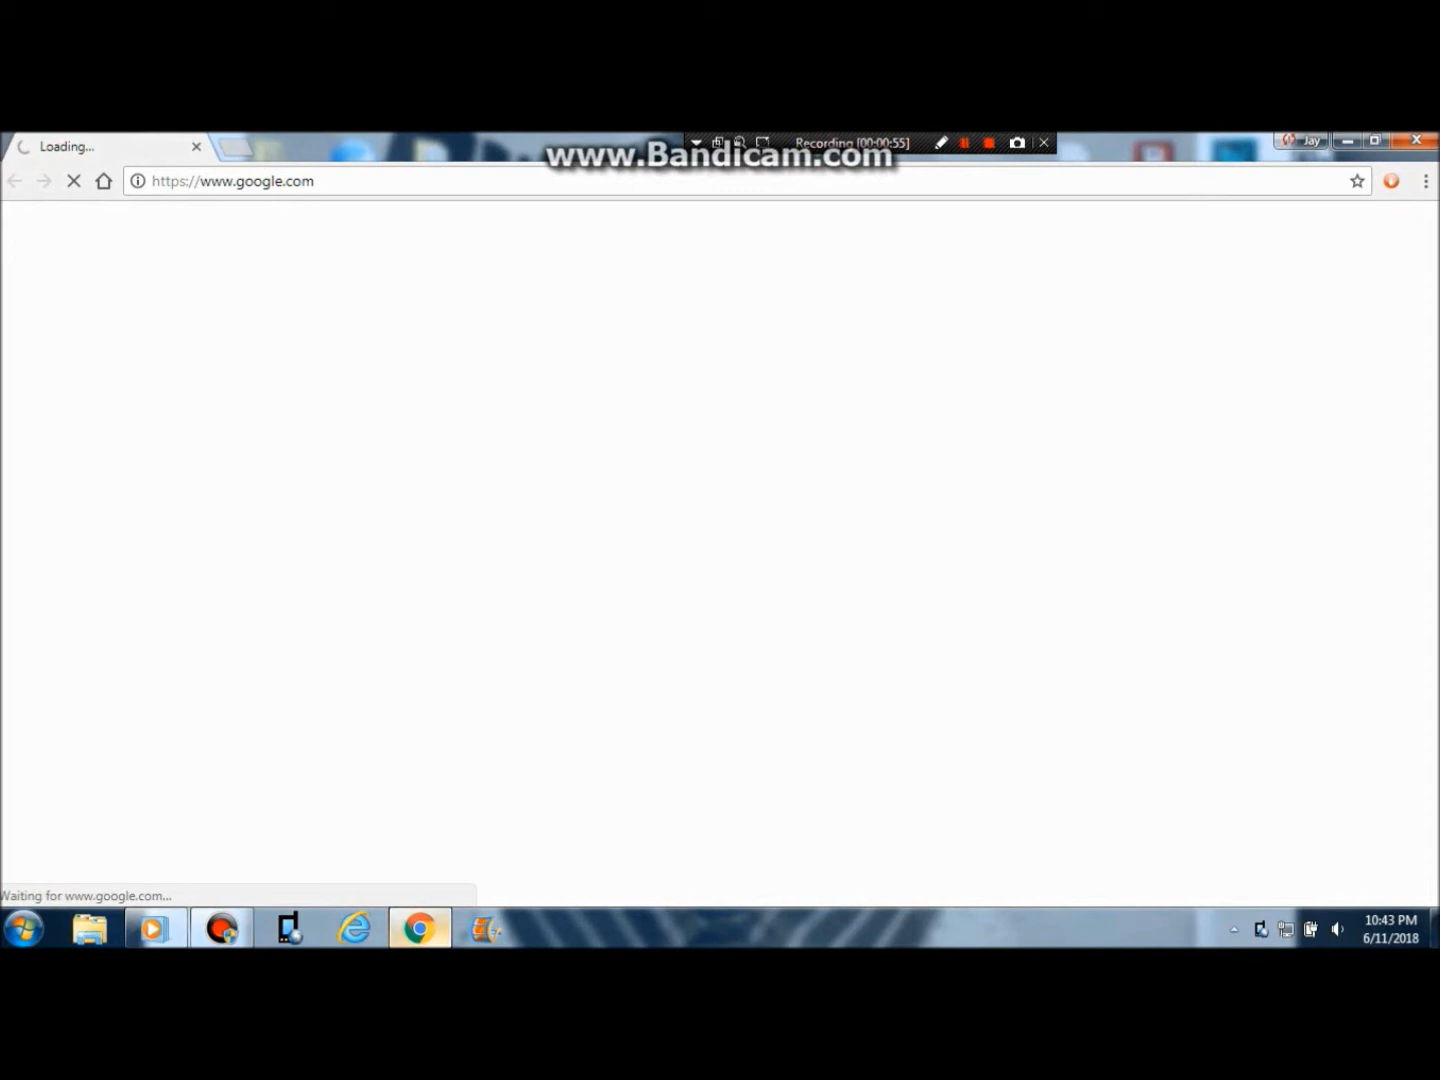 Loading...
Recording [00:00:55]
www.Bandicam.com
Jay
https://www.google.com
Waiting for www.google.com...
10:43 PM
6/11/2018